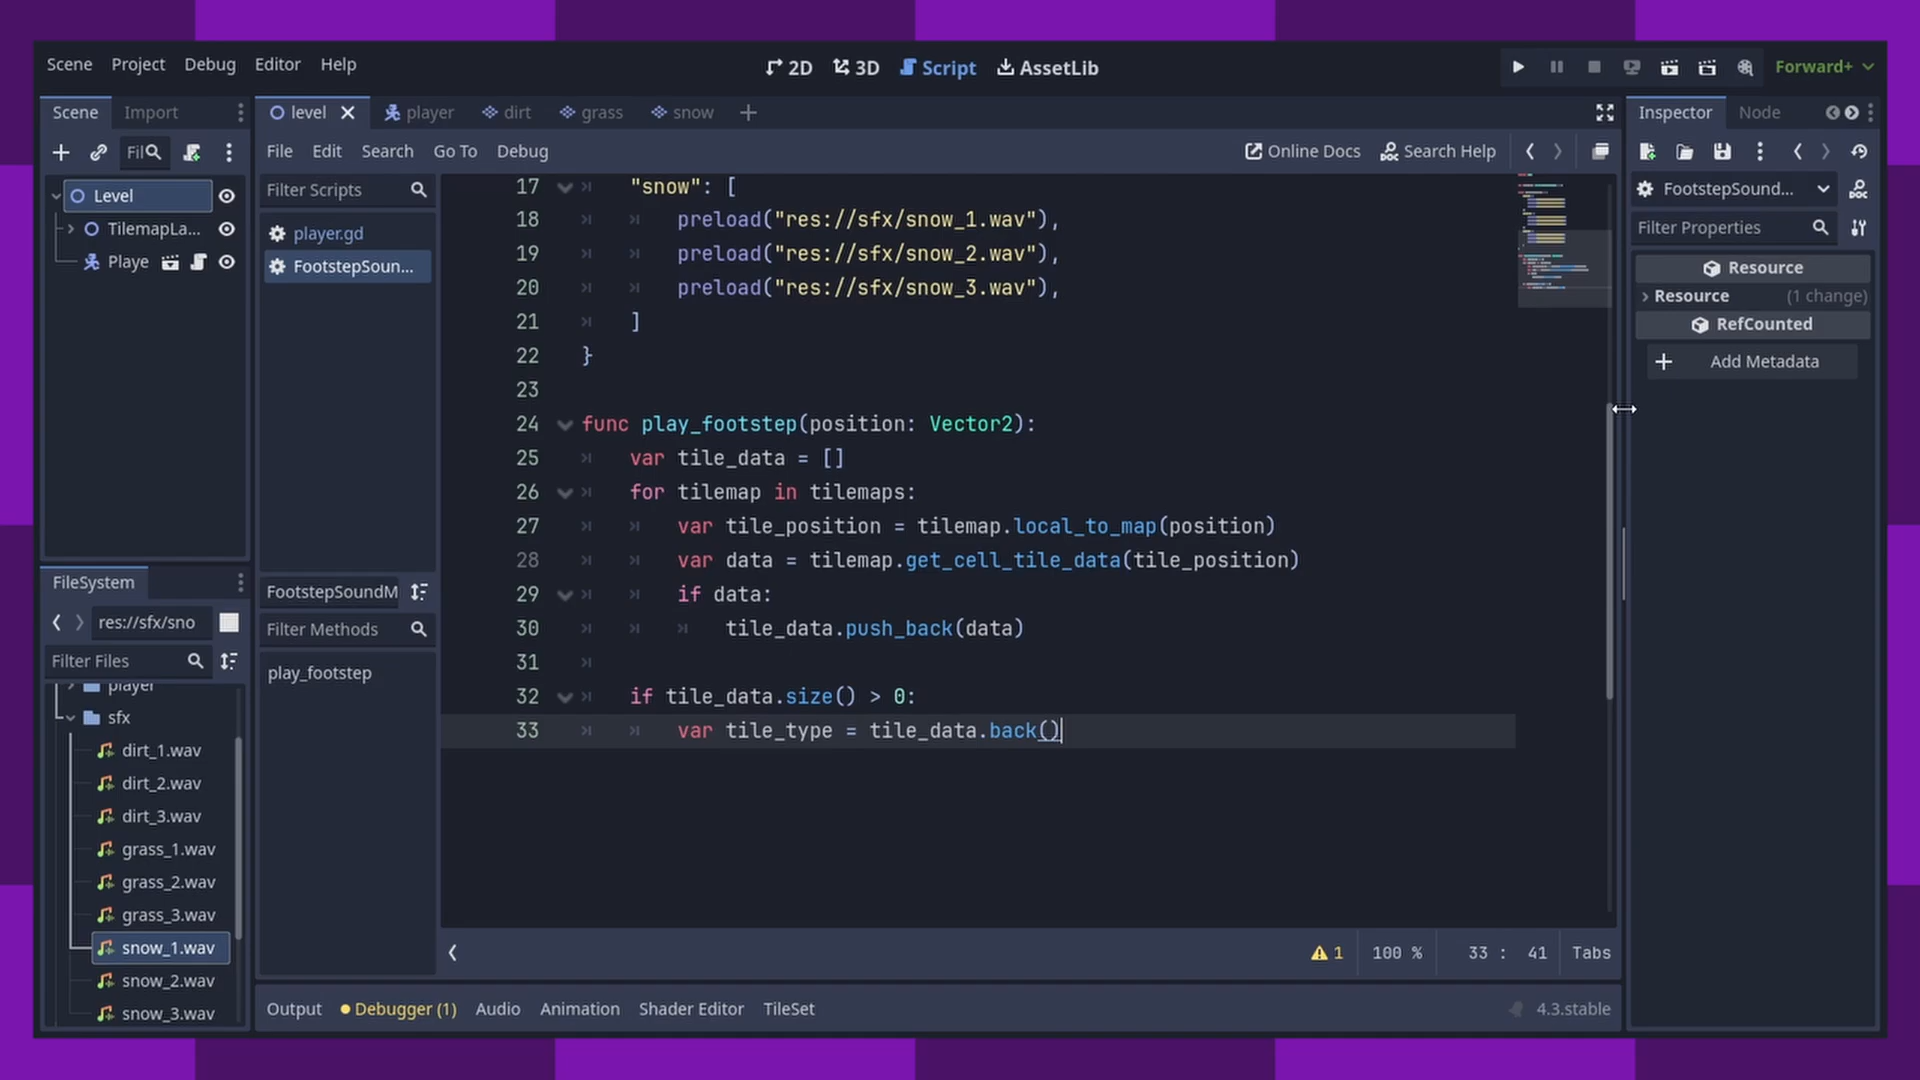 Scene Project Debug Editor Help
2D 3D Script AssetLib
Forward+
Scene Import
level player dirt grass snow
Inspector Node
Fil
File Edit Search Go To Debug
Online Docs Search Help
Level
TilemapLa...
Playe
Filter Scripts
player.gd
FootstepSoun...
FootstepSoundM
Filter Methods
play_footstep
17 "snow": [
18 preload("res://sfx/snow_1.wav"),
19 preload("res://sfx/snow_2.wav"),
20 preload("res://sfx/snow_3.wav"),
21 ]
22 }
23
24 func play_footstep(position: Vector2):
25 var tile_data = []
26 for tilemap in tilemaps:
27 var tile_position = tilemap.local_to_map(position)
28 var data = tilemap.get_cell_tile_data(tile_position)
29 if data:
30 tile_data.push_back(data)
31
32 if tile_data.size() > 0:
33 var tile_type = tile_data.back()
FootstepSound...
Filter Properties
Resource
Resource (1 change)
RefCounted
Add Metadata
FileSystem
res://sfx/sno
Filter Files
player
sfx
dirt_1.wav
dirt_2.wav
dirt_3.wav
grass_1.wav
grass_2.wav
grass_3.wav
snow_1.wav
snow_2.wav
snow_3.wav
1 100 % 33 : 41 Tabs
Output Debugger (1) Audio Animation Shader Editor TileSet
4.3.stable